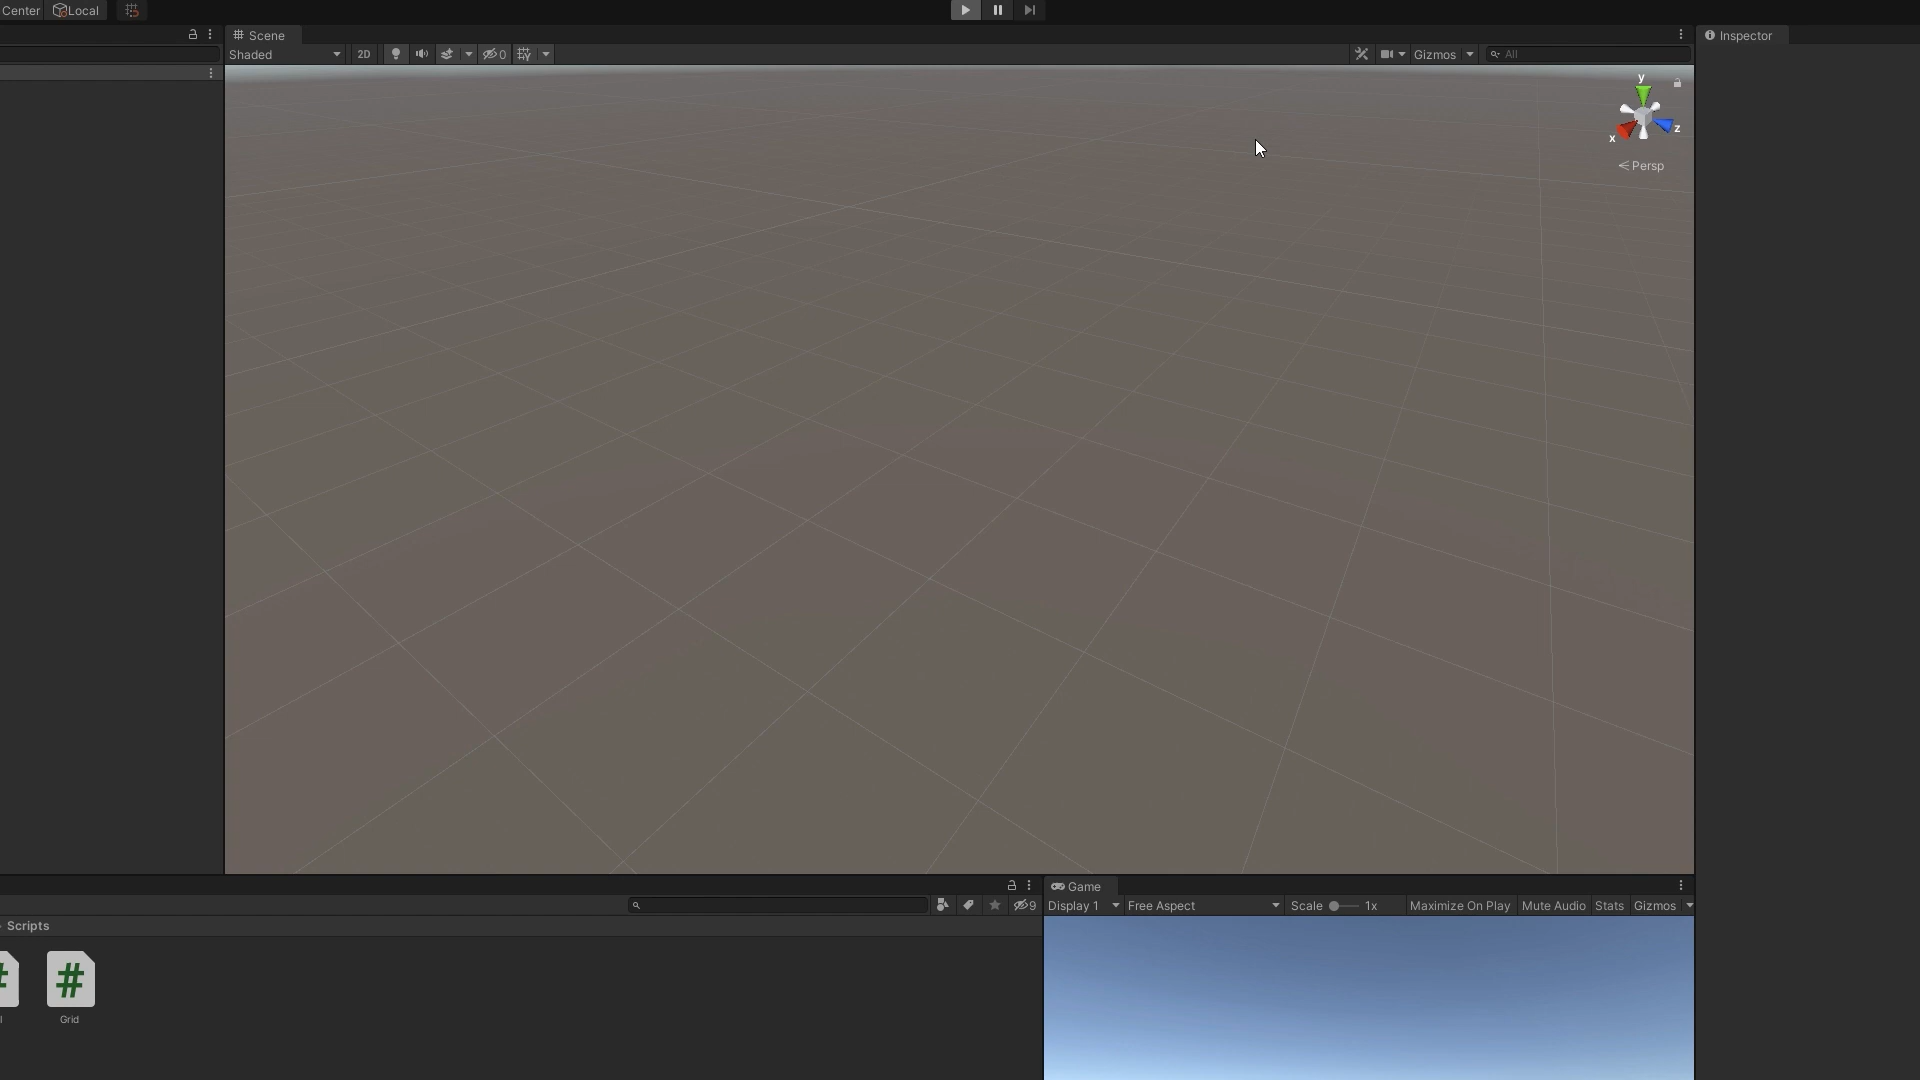 Center Local
Scene
Inspector
Shaded 2D 0 Gizmos All
y
x z
Persp
Game
9 Display 1 Free Aspect Scale 1x Maximize On Play Mute Audio Stats Gizmos
Scripts
# #
l Grid